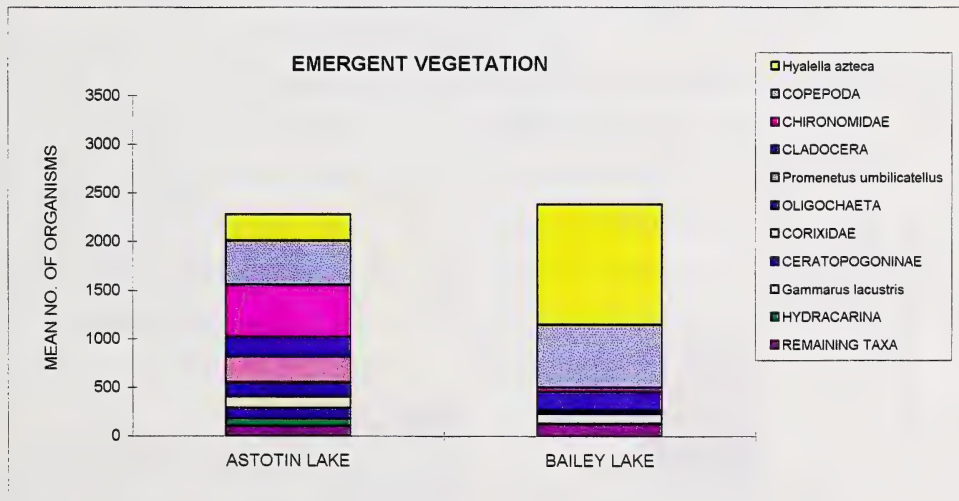 EMERGENT VEGETATION
MEAN NO. OF ORGANISMS
3500
3000
2500
2000
1500
1000
500
0
ASTOTIN LAKE
BAILEY LAKE
Hyalella azteca
COPEPODA
CHIRONOMIDAE
CLADOCERA
Promenetus umbilicatellus
OLIGOCHAETA
CORIXIDAE
CERATOPOGONINAE
Gammarus lacustris
HYDRACARINA
REMAINING TAXA